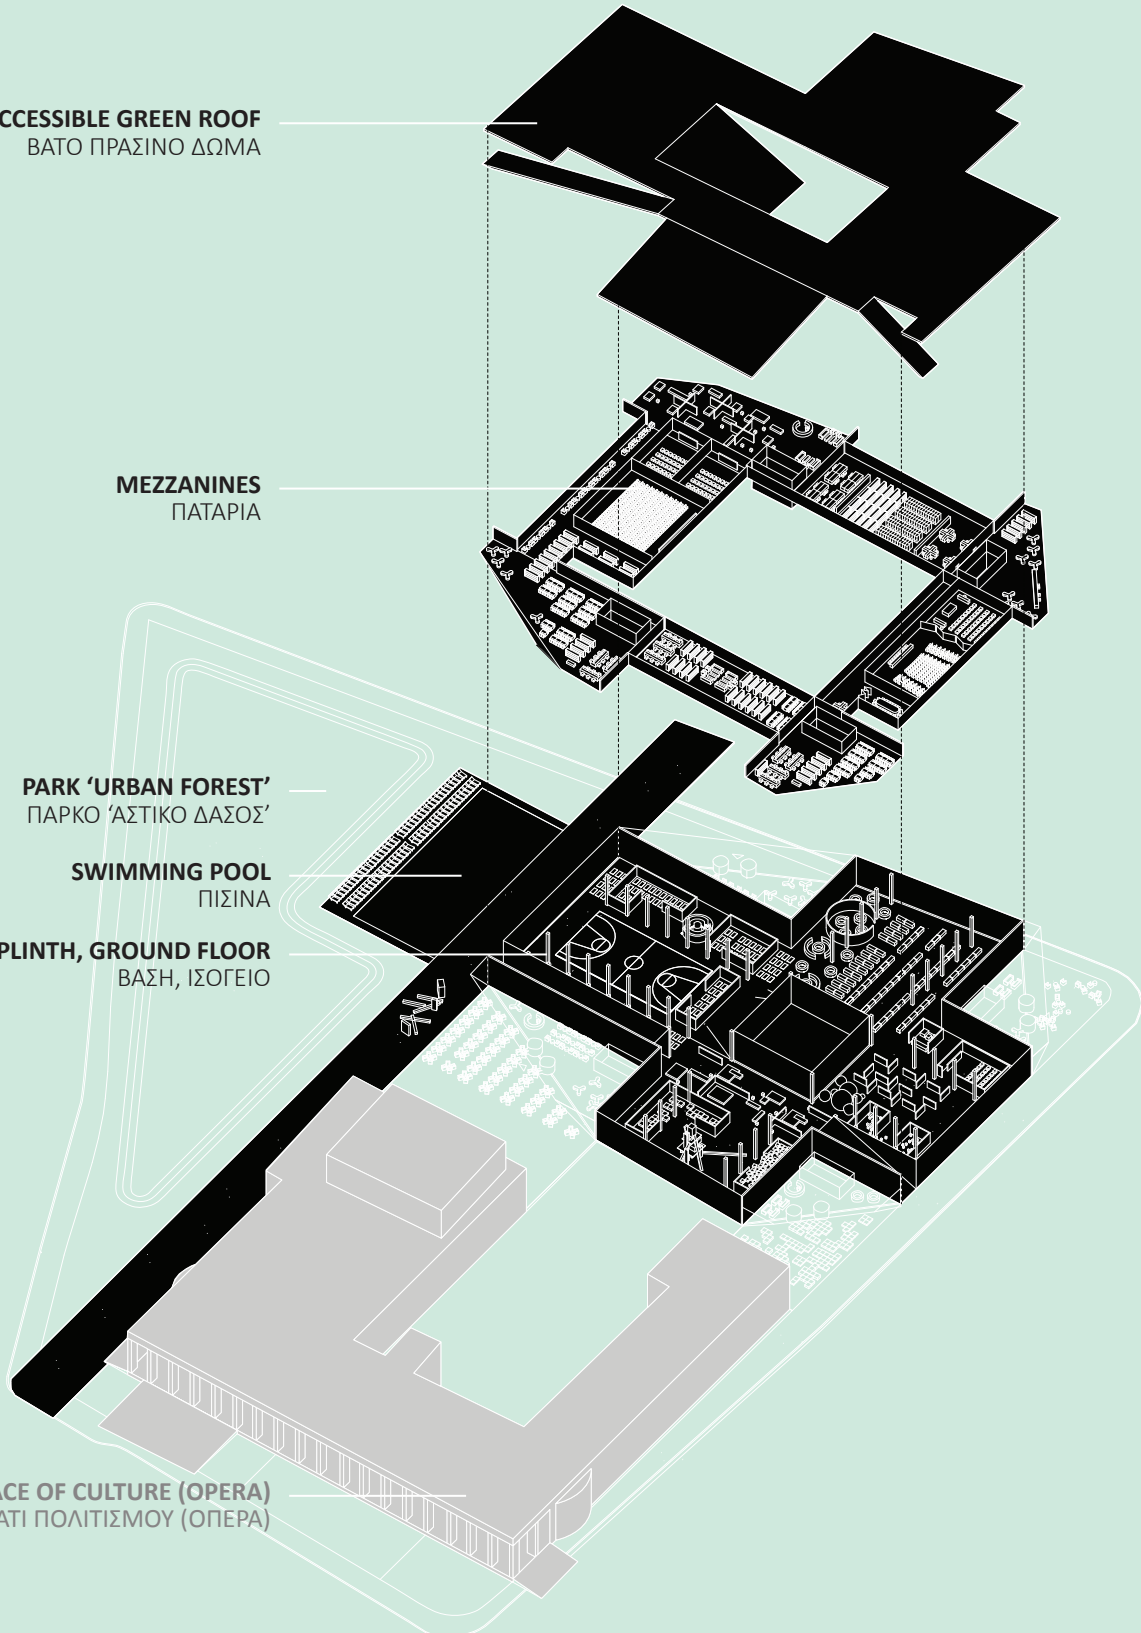 CCESSIBLE GREEN ROOF
ΒΑΤΟ ΠΡΑΣΙΝΟ ΔΩΜΑ
MEZZANINES
ΠΑΤΑΡΙΑ
PARK ‘URBAN FOREST’
ΠΑΡΚΟ ‘ΑΣΤΙΚΟ ΔΑΣΟΣ’
SWIMMING POOL
ΠΙΣΙΝΑ
PLINTH, GROUND FLOOR
ΒΑΣΗ, ΙΣΟΓΕΙΟ
ACE OF CULTURE (OPERA)
ΑΤΙ ΠΟΛΙΤΙΣΜΟΥ (ΟΠΕΡΑ)